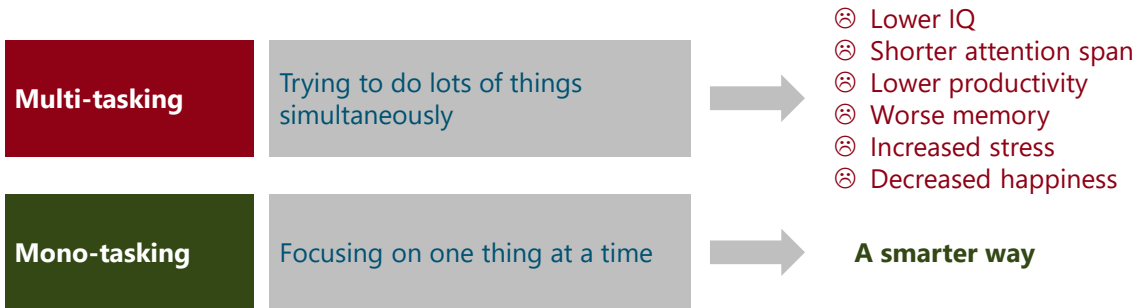 Multi-tasking
Trying to do lots of things
simultaneously
☹ Lower IQ
☹ Shorter attention span
☹ Lower productivity
☹ Worse memory
☹ Increased stress
☹ Decreased happiness
Mono-tasking
Focusing on one thing at a time
A smarter way